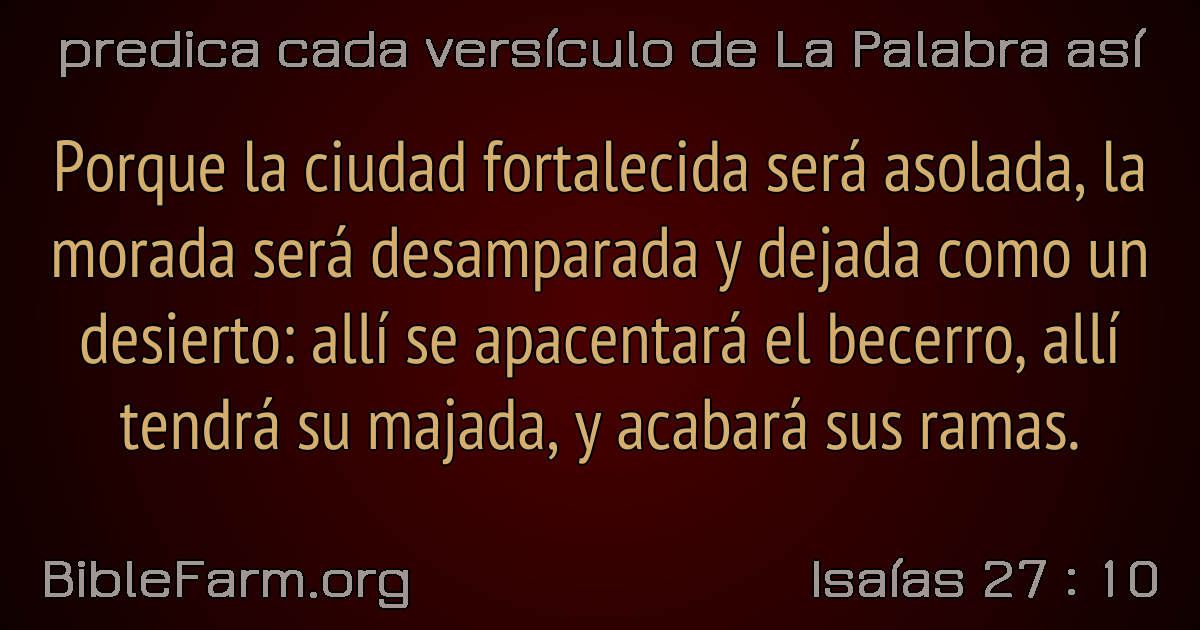 predica cada versículo de La Palabra así
Porque la ciudad fortalecida será asolada, la
morada será desamparada y dejada como un
desierto: allí se apacentará el becerro, allí
tendrá su majada, y acabará sus ramas.
BibleFarm.org
Isaías 27 : 10